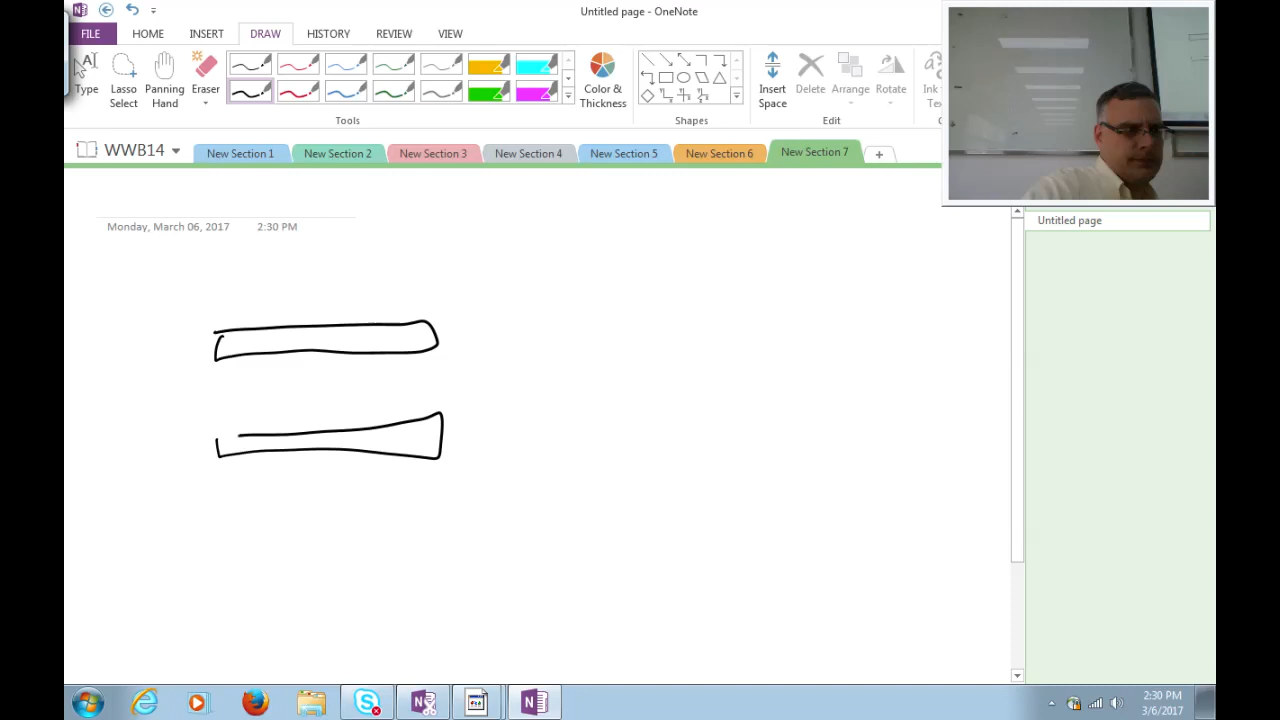 Untitled page - OneNote
FILE HOME INSERT DRAW HISTORY REVIEW VIEW
Type
Lasso Select
Panning Hand
Eraser
Color & Thickness
Insert Space
Delete
Arrange
Rotate
Ink to
Tools
Shapes
Edit
WWB14
New Section 1 New Section 2 New Section 3 New Section 4 New Section 5 New Section 6 New Section 7
Untitled page
Monday, March 06, 2017 2:30 PM
2:30 PM
3/6/2017